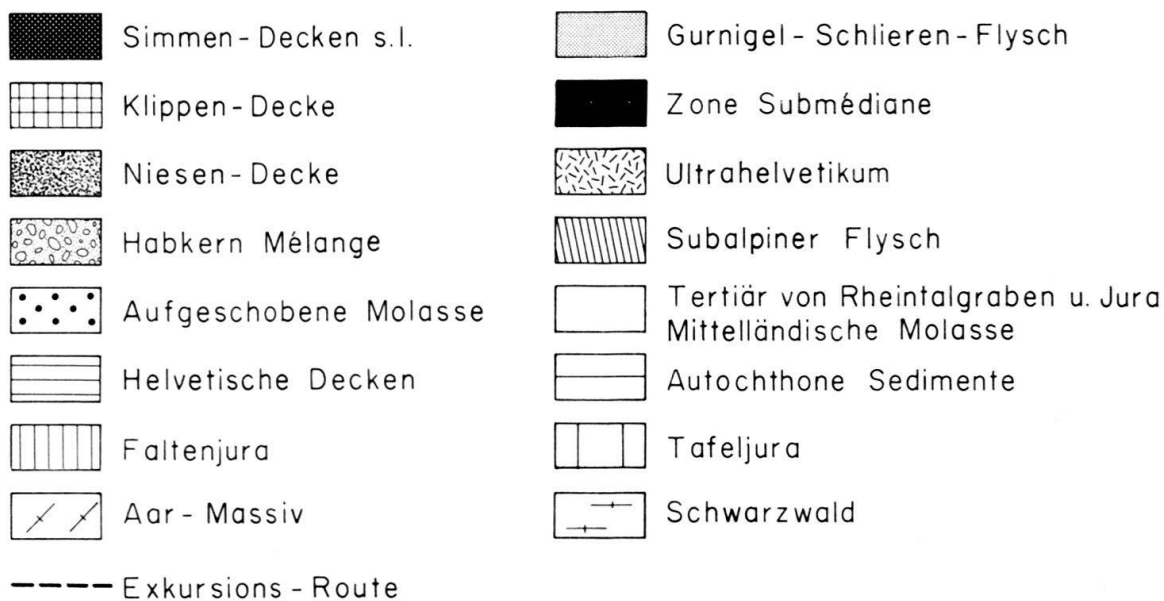 Simmen-Decken s.l.
Klippen-Decke
Niesen-Decke
Habkern Mélange
Aufgeschobene Molasse
Helvetische Decken
Faltenjura
Aar-Massiv
Exkursions-Route
Gurnigel-Schlieren-Flysch
Zone Submédiane
Ultrahelvetikum
Subalpiner Flysch
Tertiär von Rheintalgraben u. Jura
Mittelländische Molasse
Autochthone Sedimente
Tafeljura
Schwarzwald